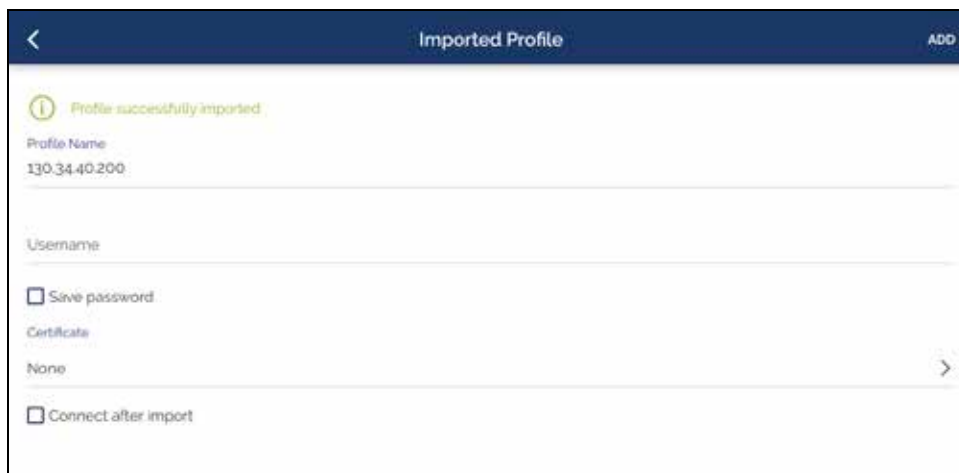 Imported Profile
ADD
Profile successfully imported
Profile Name
130.34.40.200
Username
Save password
Certificate
None
Connect after import